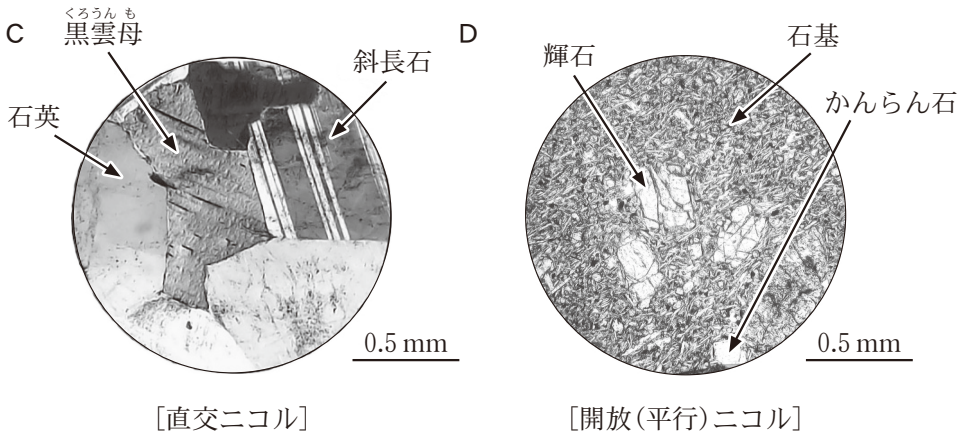 C
くろうん も
黒雲母
斜長石
石英
0.5 mm
[直交ニコル]
D
輝石
石基
かんらん石
0.5 mm
[開放(平行)ニコル]